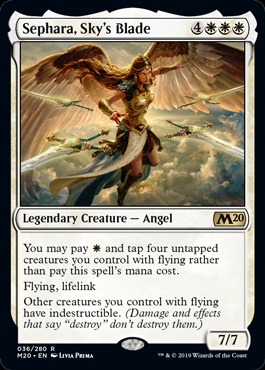 Sephara, Sky's Blade 4
Legendary Creature — Angel M20
You may pay and tap four untapped
creatures you control with flying rather
than pay this spell's mana cost.
Flying, lifelink
Other creatures you control with flying
have indestructible. (Damage and effects
that say “destroy” don't destroy them.)
7/7
036/280 R
M20 • EN LIVIA PRIMA ™ & © 2019 Wizards of the Coast